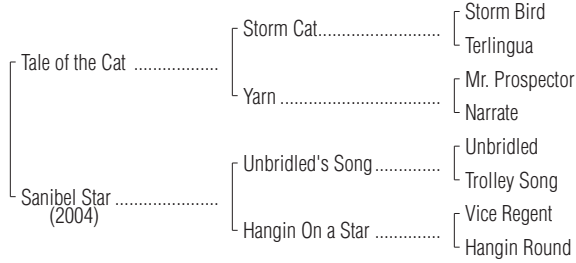 Storm Bird
Storm Cat....................................
Terlingua
Tale of the Cat .........................
Mr. Prospector
Yarn ...............................................
Narrate
Unbridled
Unbridled's Song...................
Trolley Song
Sanibel Star ...............................
(2004)
Vice Regent
Hangin On a Star ...................
Hangin Round